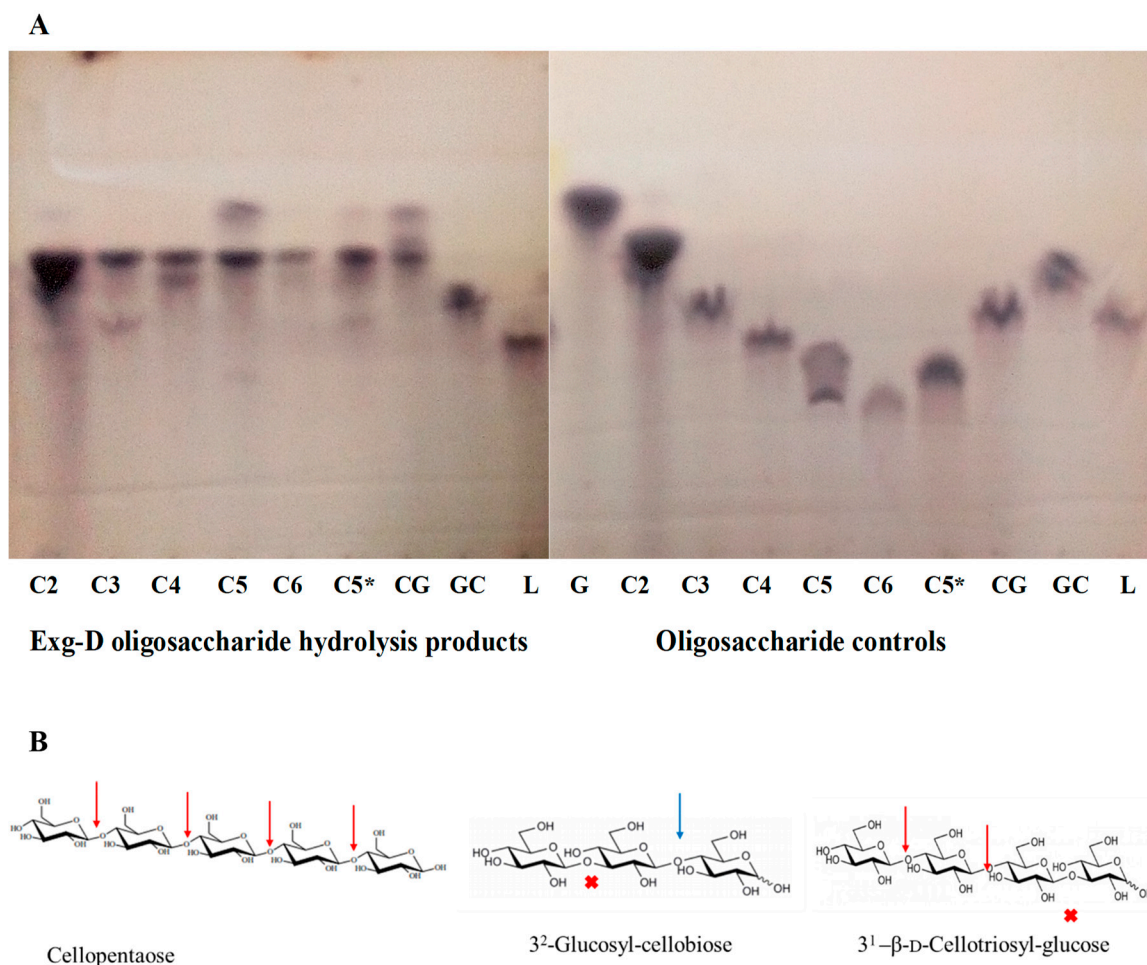 A
C2 C3 C4 C5 C6 C5* CG GC L G C2 C3 C4 C5 C6 C5* CG GC L
Exg-D oligosaccharide hydrolysis products Oligosaccharide controls
B
Cellopentaose
3²-Glucosyl-cellobiose
3¹–β-D-Cellotriosyl-glucose